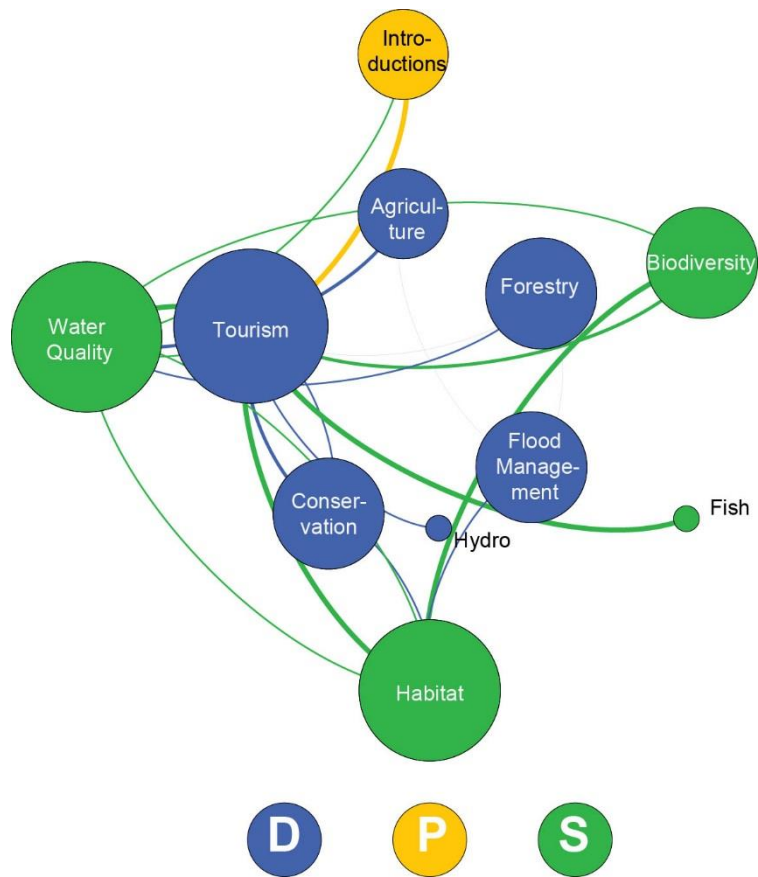 Intro-
ductions
Agricul-
ture
Biodiversity
Forestry
Water
Quality
Tourism
Flood
Manage-
ment
Conser-
vation
Fish
Hydro
Habitat
D
P
S